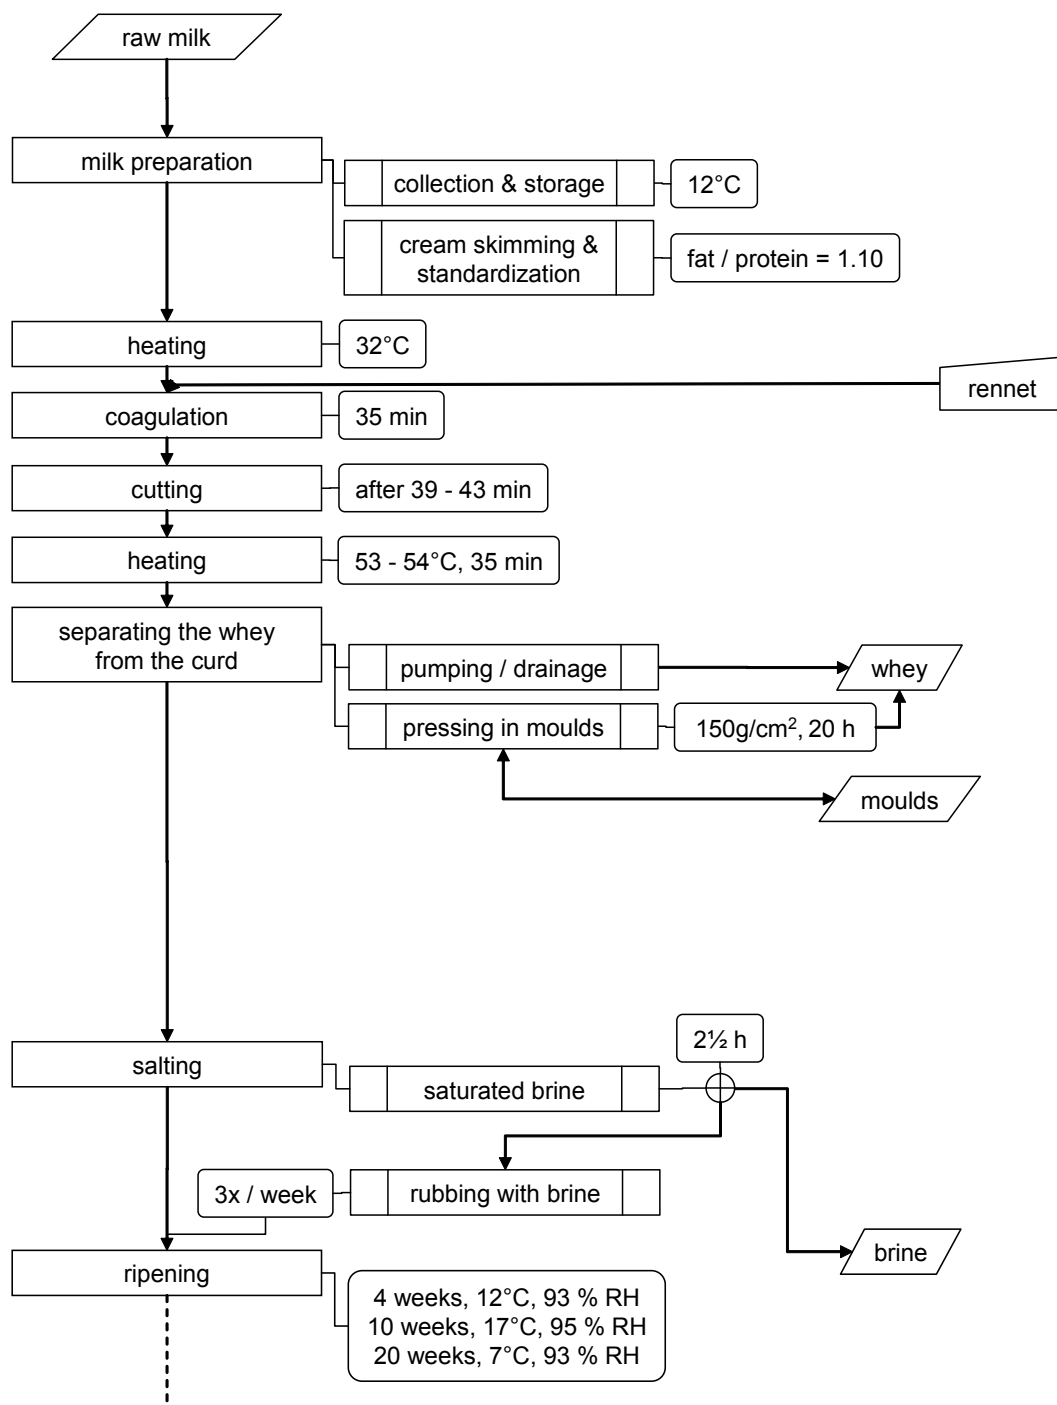 raw milk
milk preparation
collection & storage
12°C
cream skimming &
standardization
fat / protein = 1.10
heating
32°C
rennet
coagulation
35 min
cutting
after 39 - 43 min
heating
53 - 54°C, 35 min
separating the whey
from the curd
pumping / drainage
whey
pressing in moulds
150g/cm², 20 h
moulds
salting
2½ h
saturated brine
3x / week
rubbing with brine
brine
ripening
4 weeks, 12°C, 93 % RH
10 weeks, 17°C, 95 % RH
20 weeks, 7°C, 93 % RH